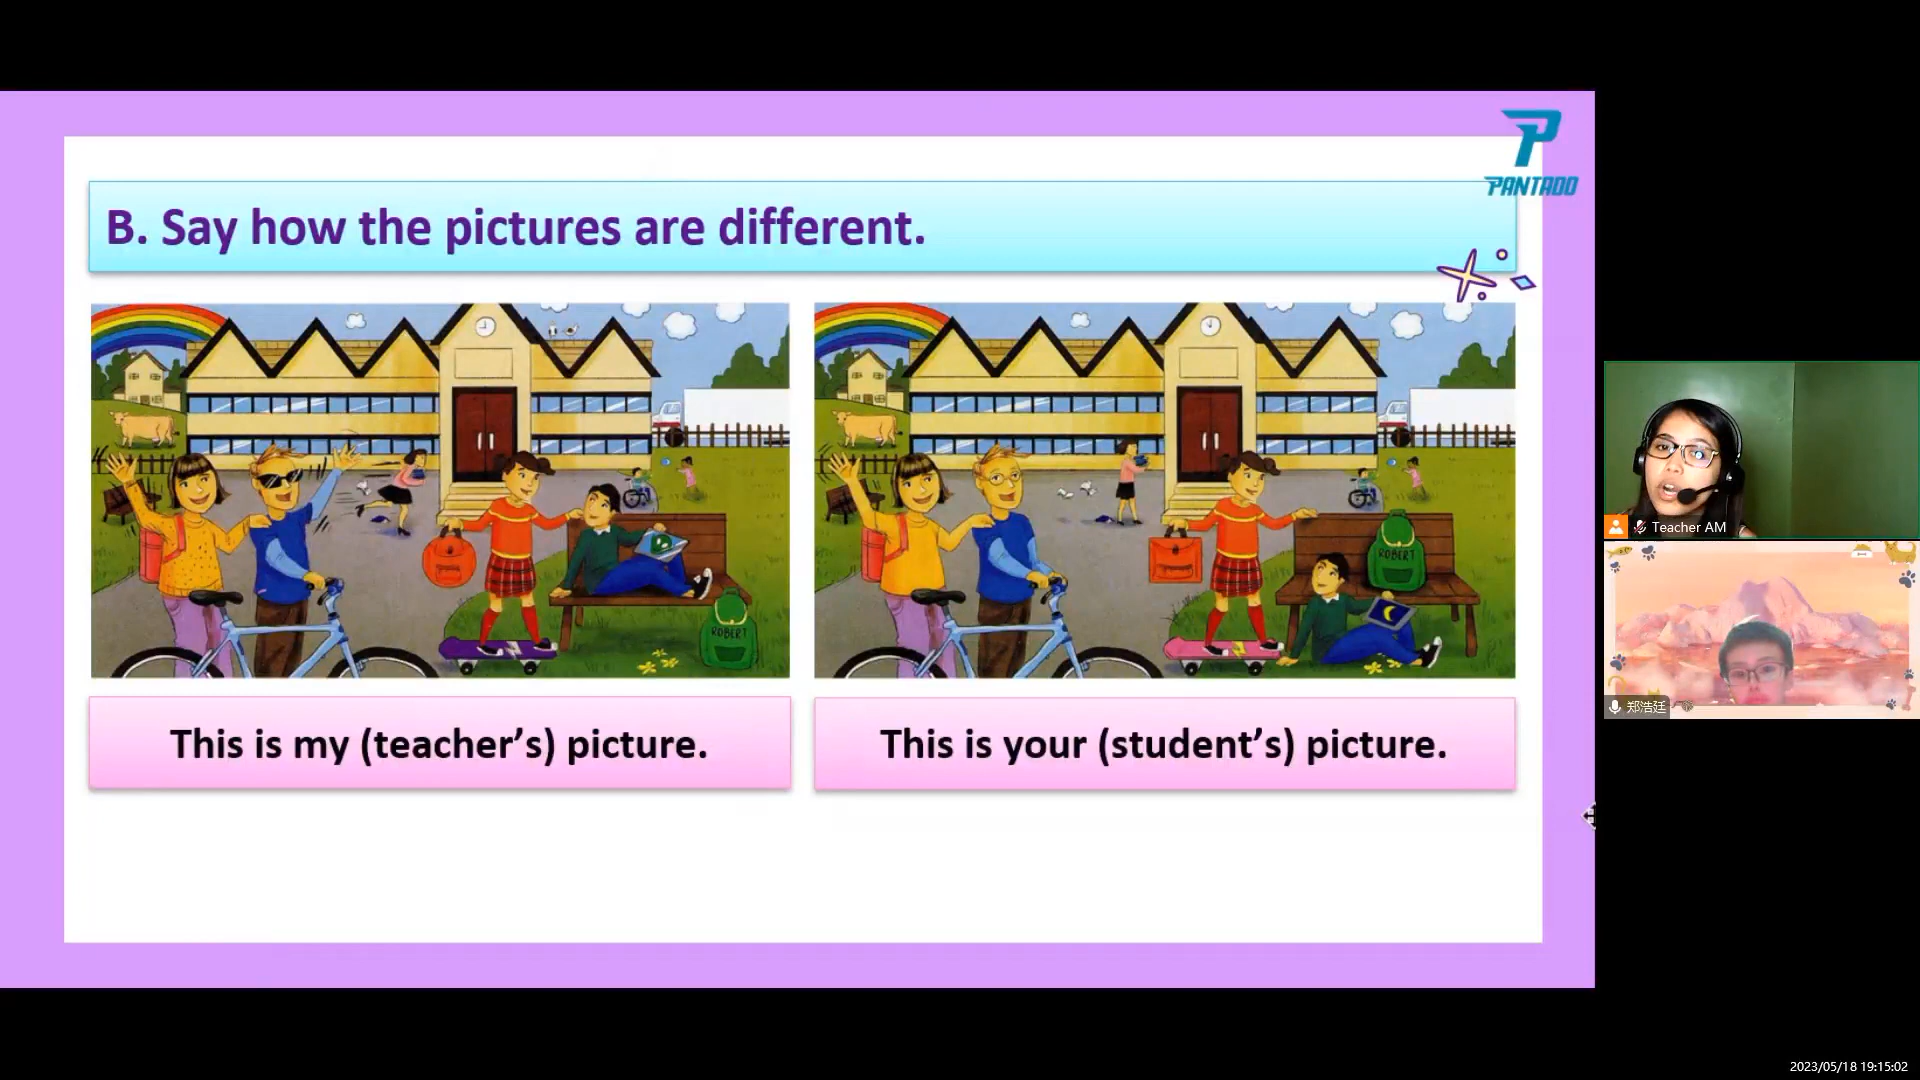 PANTADO
B. Say how the pictures are different.
ROBERT
ROBERT
This is my (teacher's) picture.
This is your (student's) picture.
Teacher AM
郑浩廷
2023/05/18 19:15:02